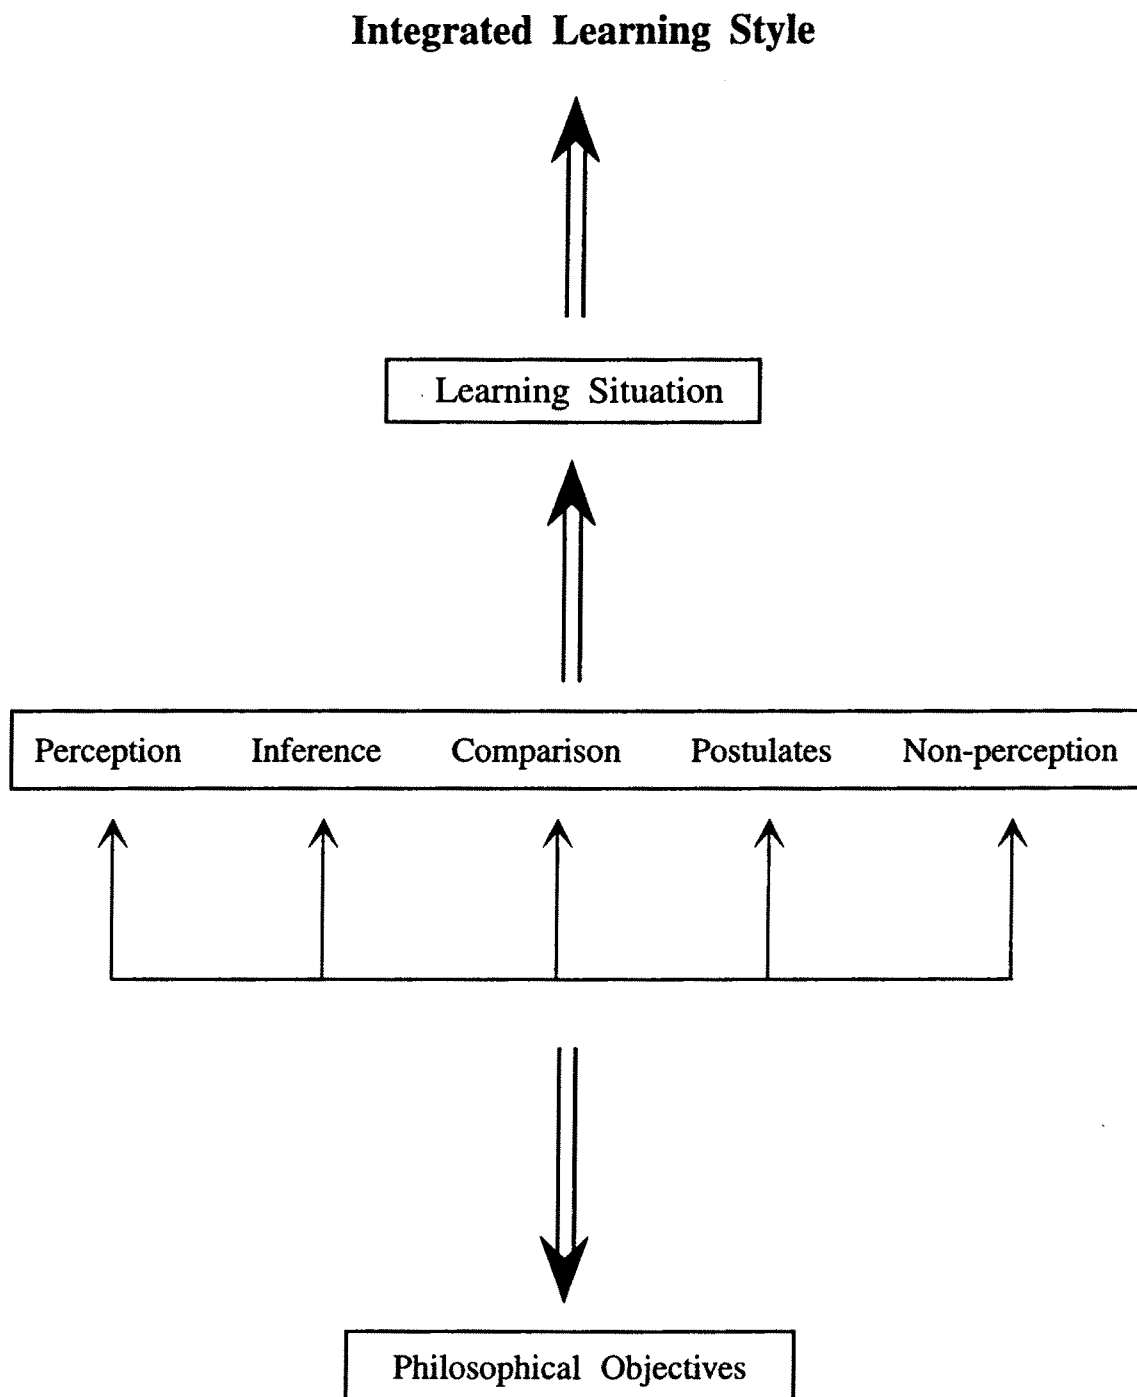 Integrated Learning Style
Learning Situation
Perception Inference Comparison Postulates Non-perception
Philosophical Objectives